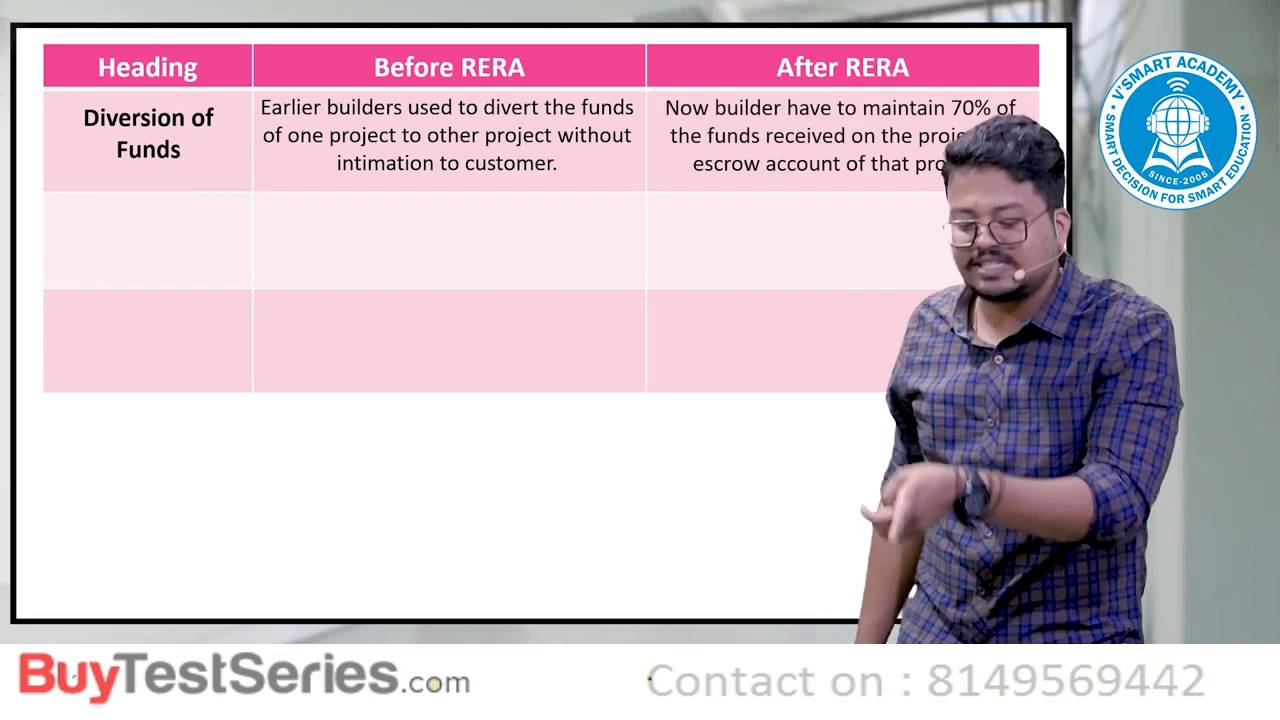 Heading
Before RERA
After RERA
Diversion of
Funds
Earlier builders used to divert the funds
of one project to other project without
intimation to customer.
Now builder have to maintain 70% of
the funds received on the
escrow account of that
V'SMART ACADEMY
SINCE-2005
SMART DECISION FOR SMART EDUCATION
BuyTestSeries.com
Contact on : 8149569442